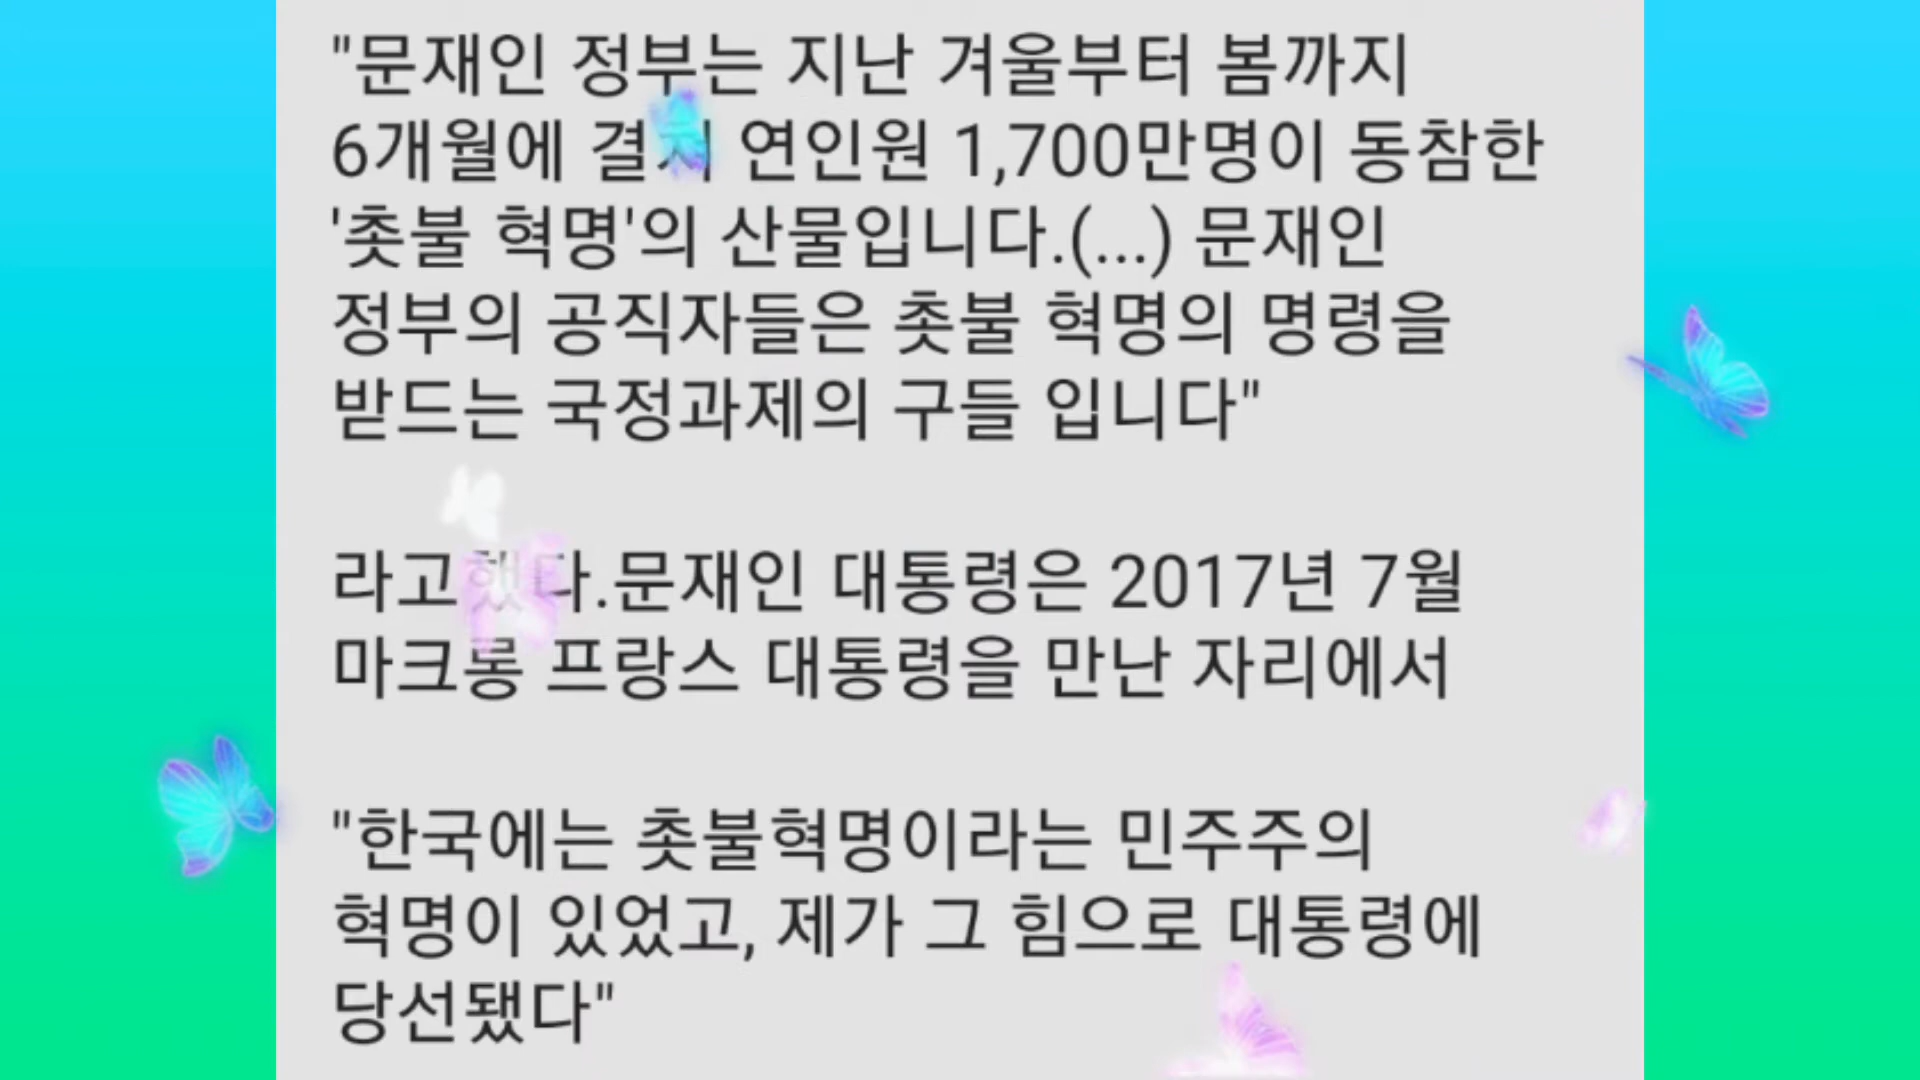 "문재인 정부는 지난 겨울부터 봄까지
6개월에 결쳐 연인원 1,700만명이 동참한
'촛불 혁명'의 산물입니다.(...) 문재인
정부의 공직자들은 촛불 혁명의 명령을
받드는 국정과제의 구들 입니다"
라고 했다.문재인 대통령은 2017년 7월
마크롱 프랑스 대통령을 만난 자리에서
"한국에는 촛불혁명이라는 민주주의
혁명이 있었고, 제가 그 힘으로 대통령에
당선됐다"